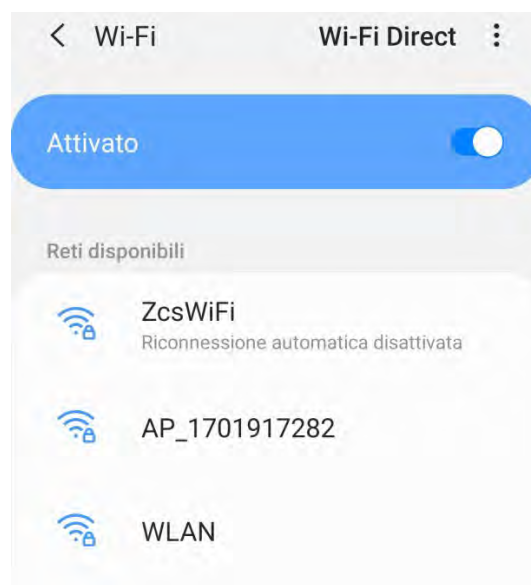 Wi-Fi Wi-Fi Direct
Attivato
Reti disponibili
ZcsWiFi
Riconnessione automatica disattivata
AP_1701917282
WLAN